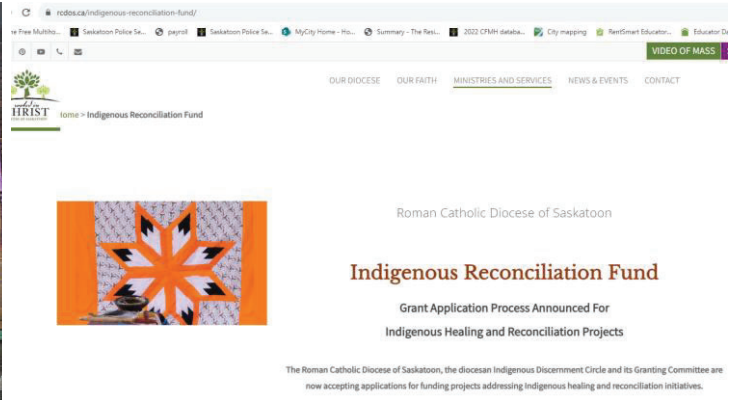 rcdos.ca/indigenous-reconciliation-fund/
e Free Multiho... Saskatoon Police Se... payroll Saskatoon Police Se... MyCity Home - Ho... Summary - The Resi... 2022 CFMH databa... City mapping RentSmart Educator... Educator Da
VIDEO OF MASS
OUR DIOCESE OUR FAITH MINISTRIES AND SERVICES NEWS & EVENTS CONTACT
rooted in
HRIST
Home > Indigenous Reconciliation Fund
Roman Catholic Diocese of Saskatoon
Indigenous Reconciliation Fund
Grant Application Process Announced For
Indigenous Healing and Reconciliation Projects
The Roman Catholic Diocese of Saskatoon, the diocesan Indigenous Discernment Circle and its Granting Committee are
now accepting applications for funding projects addressing Indigenous healing and reconciliation initiatives.